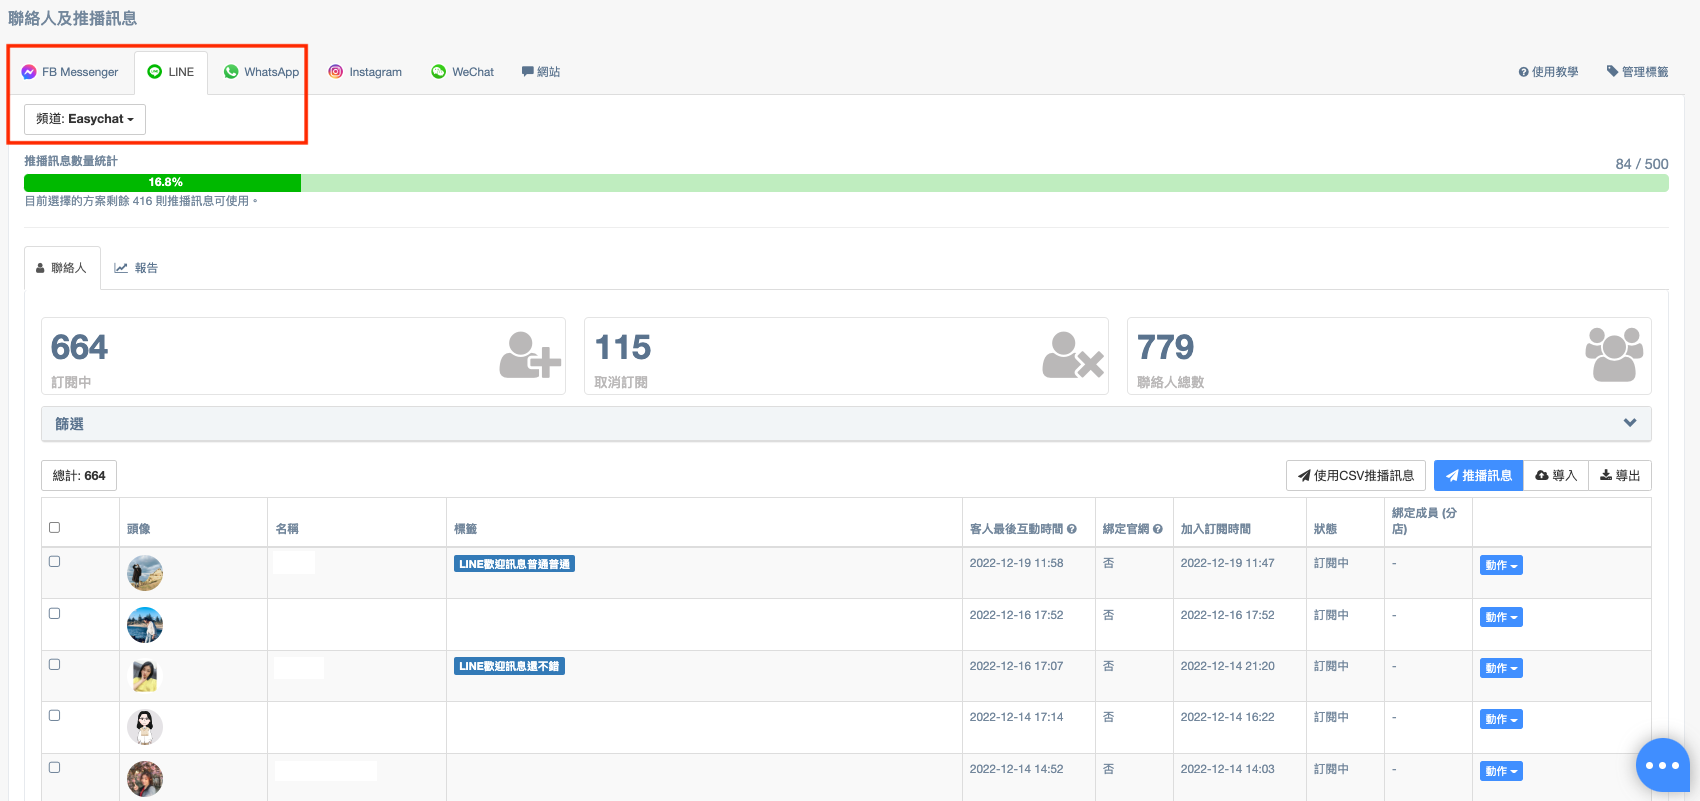 聯絡人及推播訊息
FB Messenger LINE WhatsApp Instagram WeChat 網站 使用教學 管理標籤
頻道: Easychat
推播訊息數量統計 84 / 500
16.8%
目前選擇的方案剩餘 416 則推播訊息可使用。
聯絡人 報告
664 115 779
訂閱中 取消訂閱 聯絡人總數
篩選
總計: 664 使用CSV推播訊息 推播訊息 導入 導出
頭像 名稱 標籤 客人最後互動時間 綁定官網 加入訂閱時間 狀態 綁定成員 (分店)
LINE歡迎訊息普通普通 2022-12-19 11:58 否 2022-12-19 11:47 訂閱中 - 動作
2022-12-16 17:52 否 2022-12-16 17:52 訂閱中 - 動作
LINE歡迎訊息還不錯 2022-12-16 17:07 否 2022-12-14 21:20 訂閱中 - 動作
2022-12-14 17:14 否 2022-12-14 16:22 訂閱中 - 動作
2022-12-14 14:52 否 2022-12-14 14:03 訂閱中 - 動作